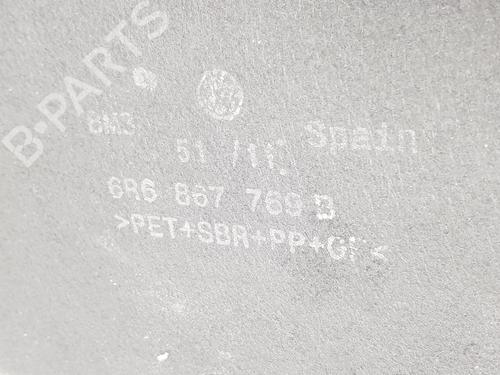 B-PARTS
8M3 51 /11 Spain
6R6 867 769 B
>PET+SBR+PP+GF<